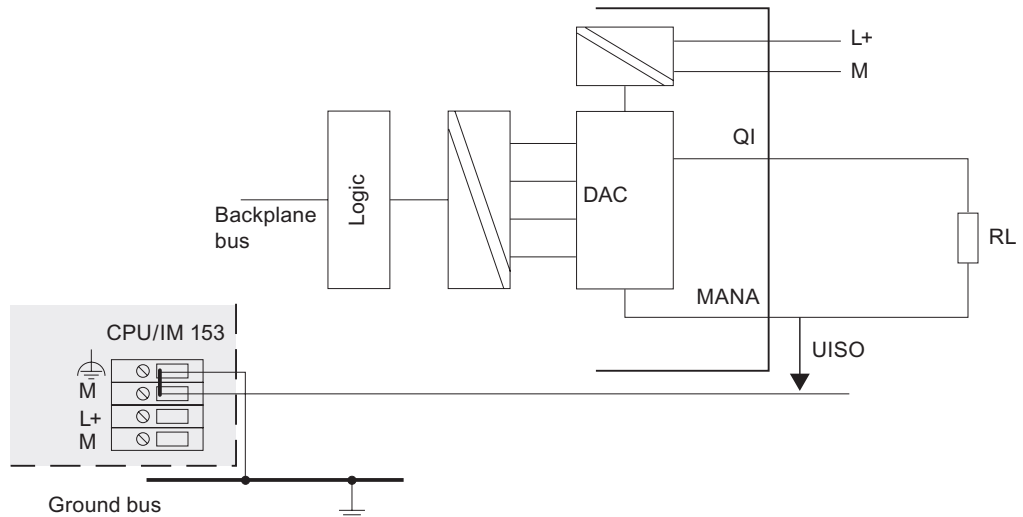 L+
M
QI
Logic
DAC
Backplane
bus
RL
MANA
CPU/IM 153
UISO
M
L+
M
Ground bus